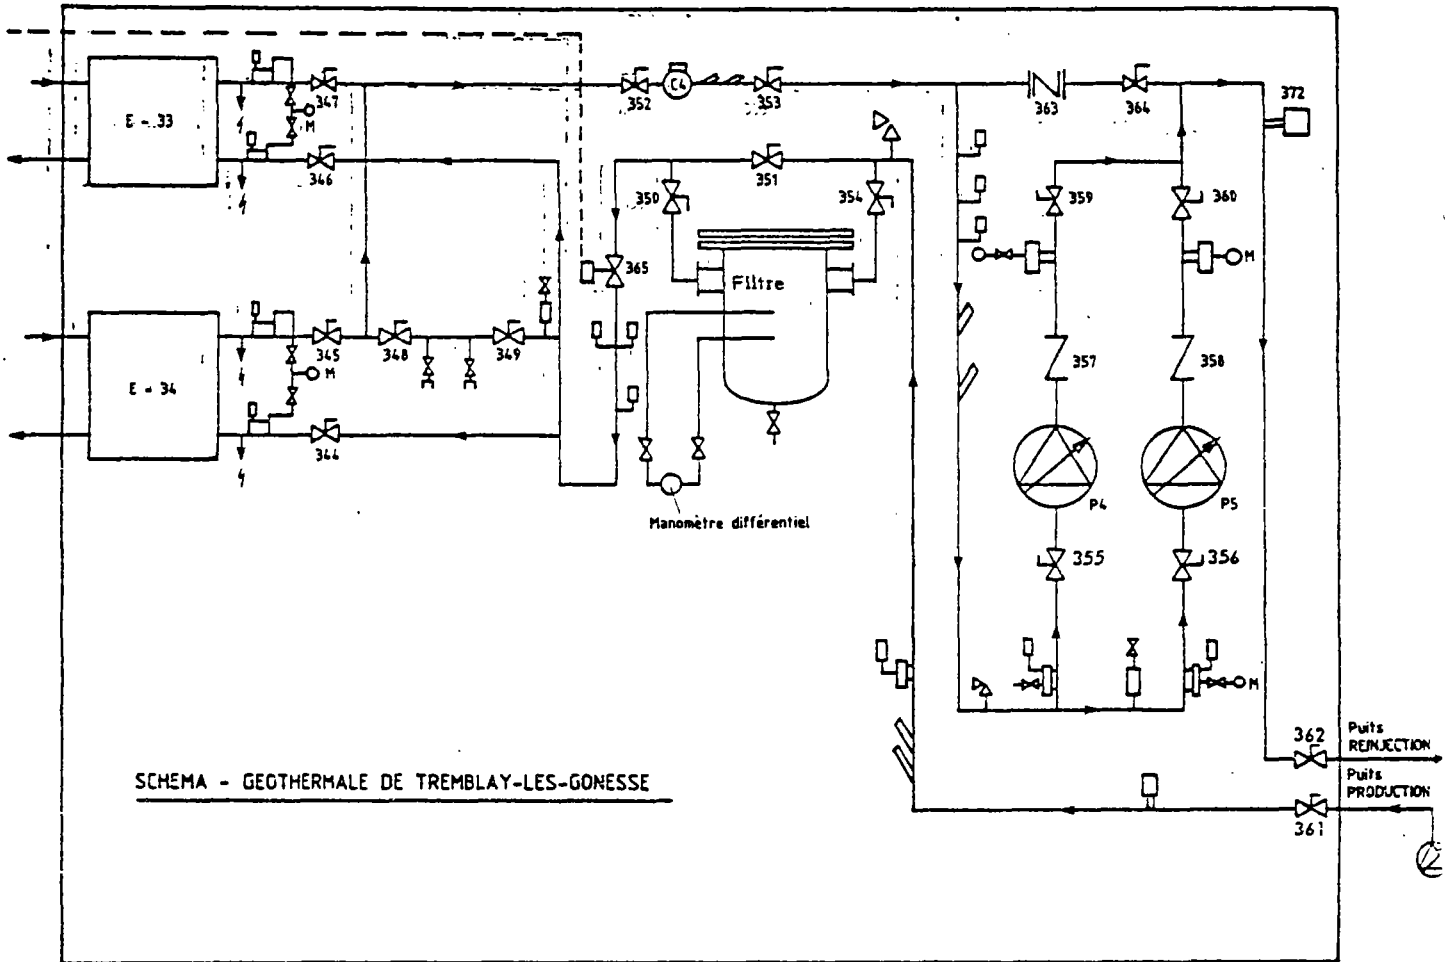 E - 33
347
M
346
352
C4
353
363
364
372
350
351
354
359
360
365
Filtre
M
E - 34
345
348
349
M
344
357
358
P4
P5
Manomètre différentiel
355
356
M
362
Puits
REINJECTION
Puits
PRODUCTION
361
SCHEMA - GEOTHERMALE DE TREMBLAY-LES-GONESSE